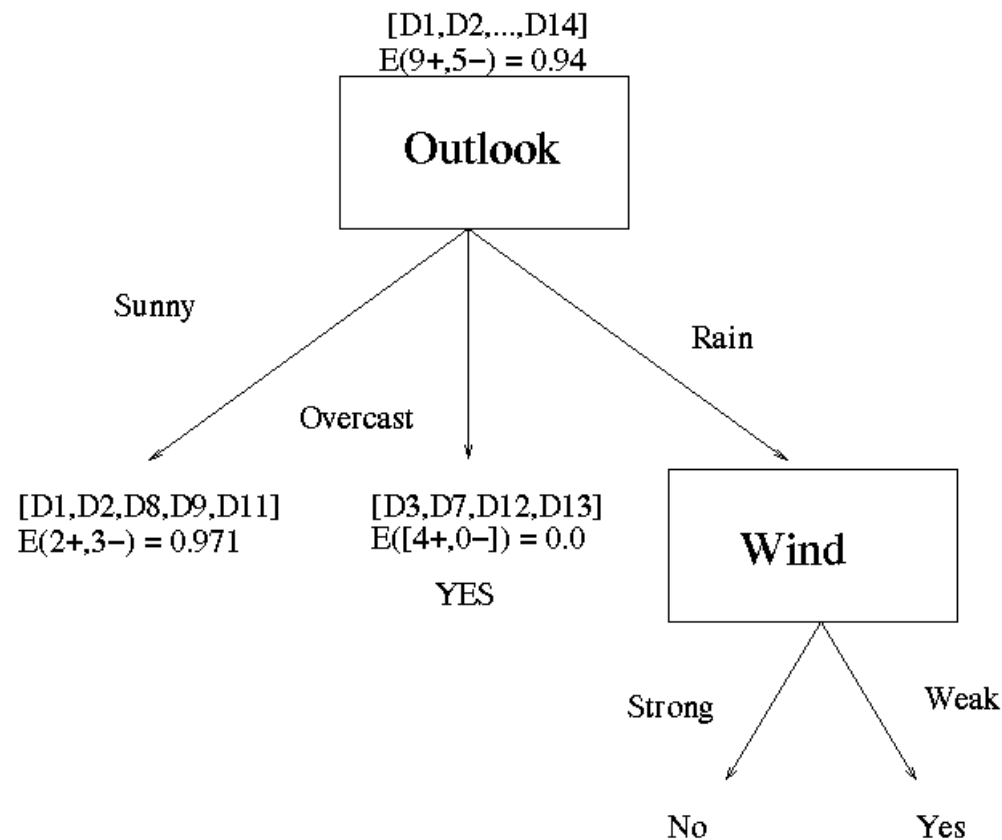 [D1,D2,...,D14]
E(9+,5−) = 0.94
Outlook
Sunny
Rain
Overcast
[D1,D2,D8,D9,D11]
E(2+,3−) = 0.971
[D3,D7,D12,D13]
E([4+,0−]) = 0.0
YES
Wind
Strong
Weak
No
Yes